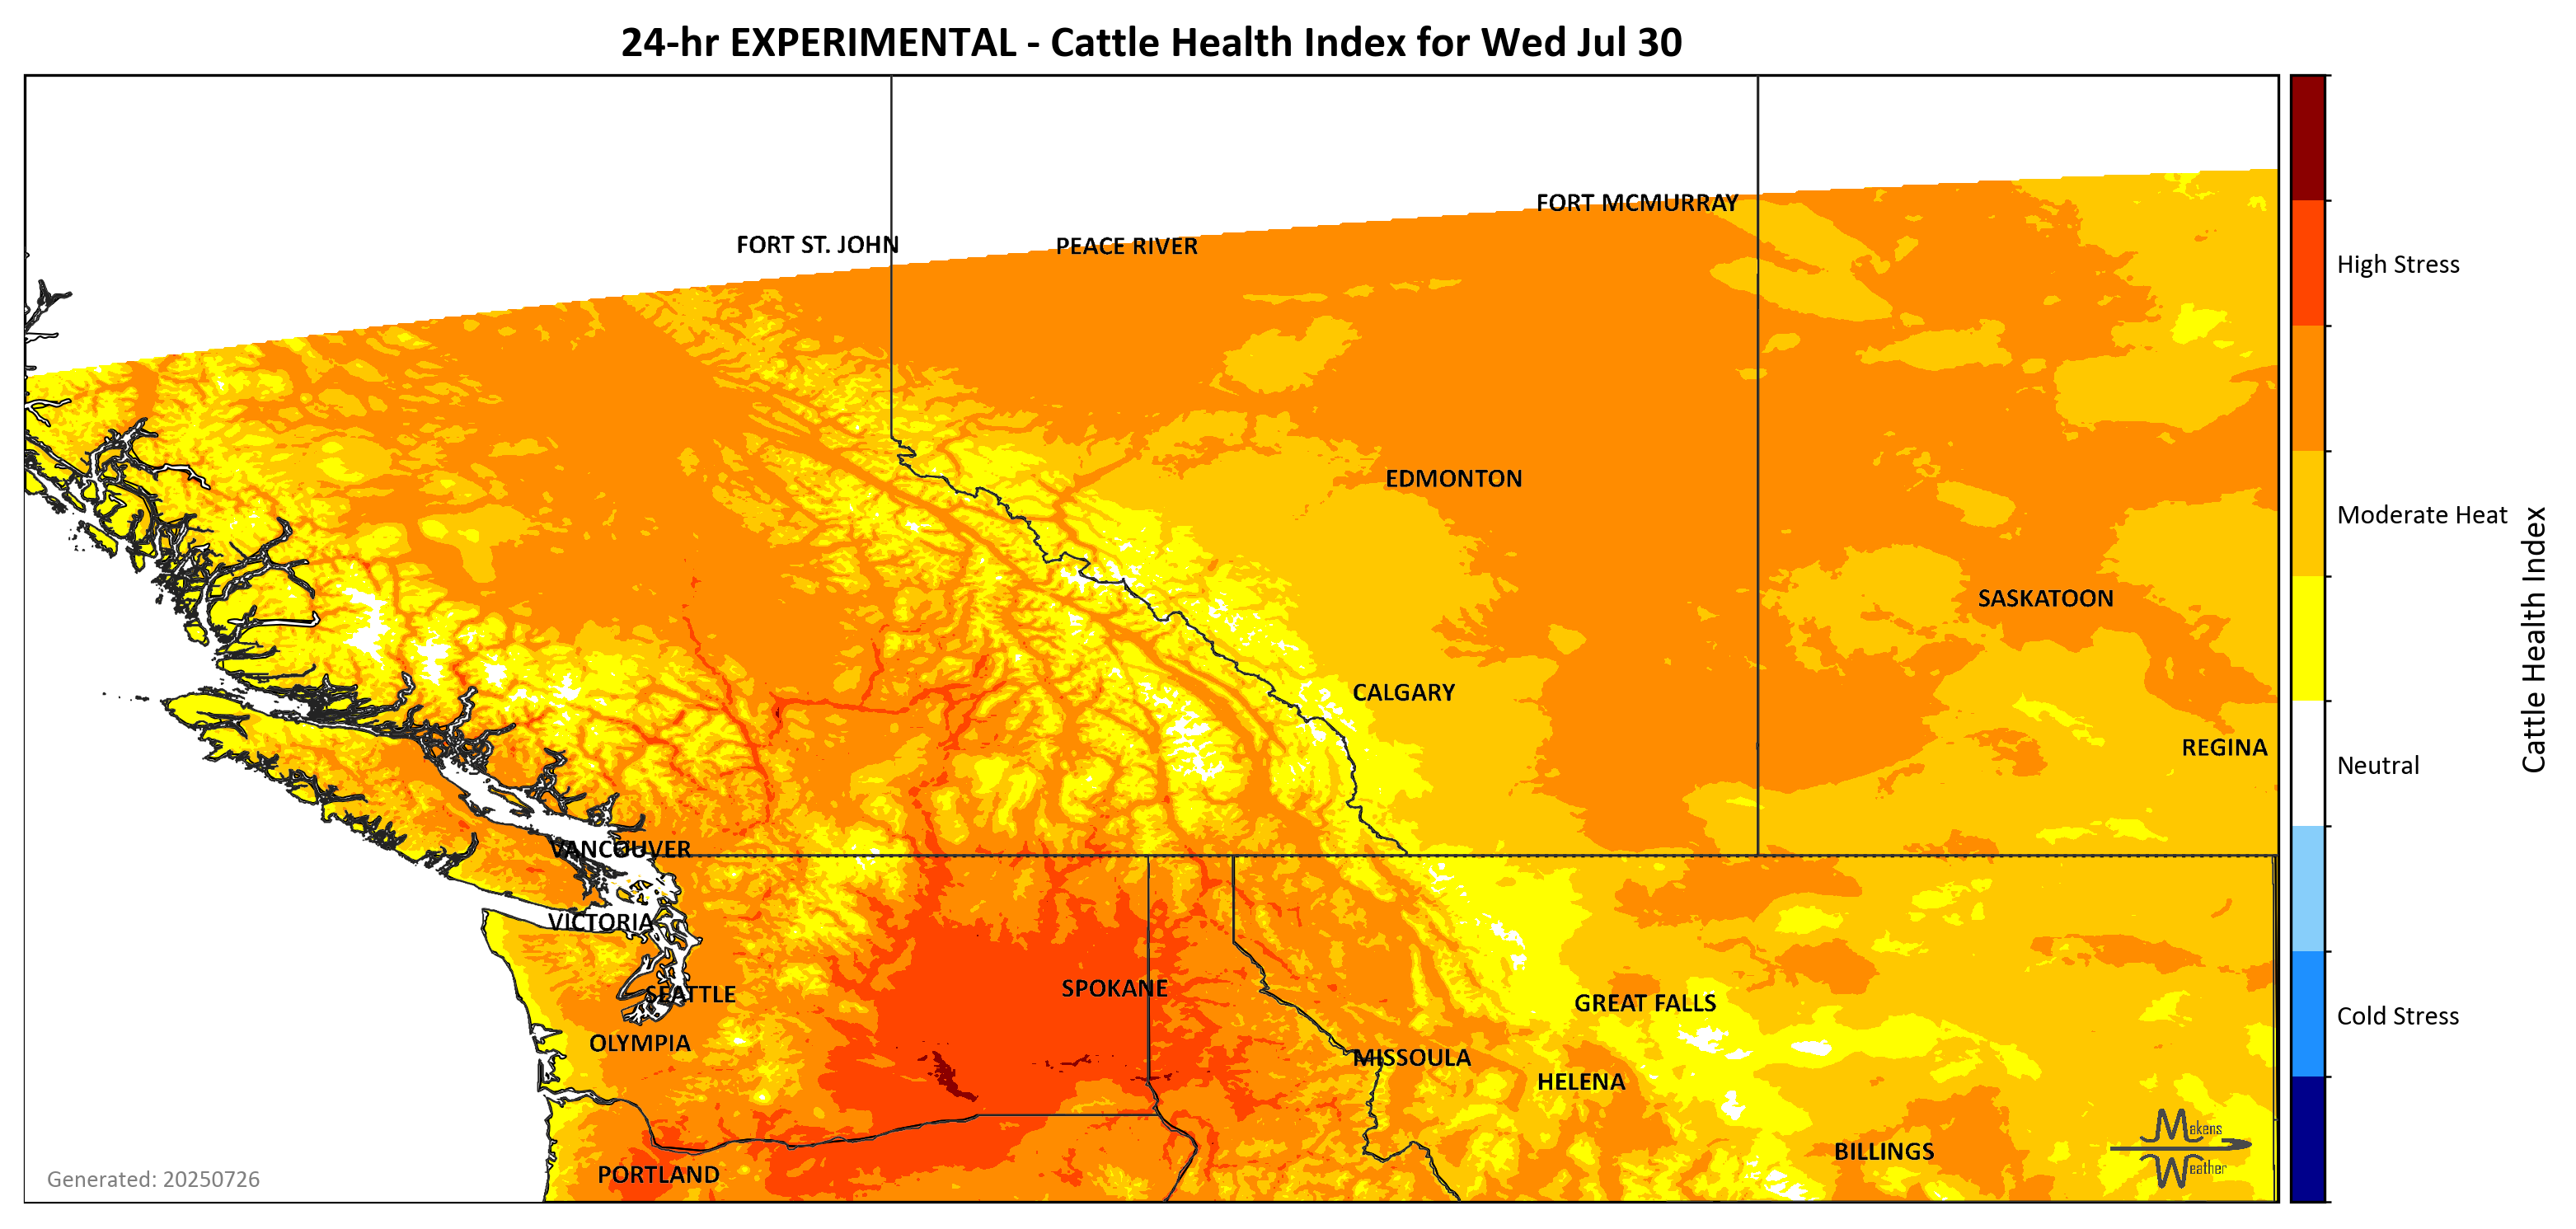 24-hr EXPERIMENTAL - Cattle Health Index for Wed Jul 30
FORT MCMURRAY
FORT ST. JOHN
PEACE RIVER
High Stress
EDMONTON
Moderate Heat
SASKATOON
CALGARY
REGINA
Neutral
Cattle Health Index
VANCOUVER
VICTORIA
SPOKANE
SEATTLE
GREAT FALLS
Cold Stress
OLYMPIA
MISSOULA
HELENA
Makens
Weather
BILLINGS
PORTLAND
Generated: 20250726